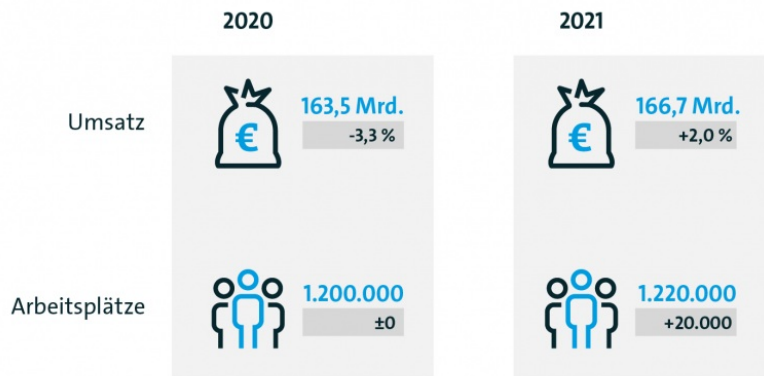 2020 2021
Umsatz
€ 163,5 Mrd. € 166,7 Mrd.
-3,3 % +2,0 %
Arbeitsplätze
1.200.000 1.220.000
±0 +20.000